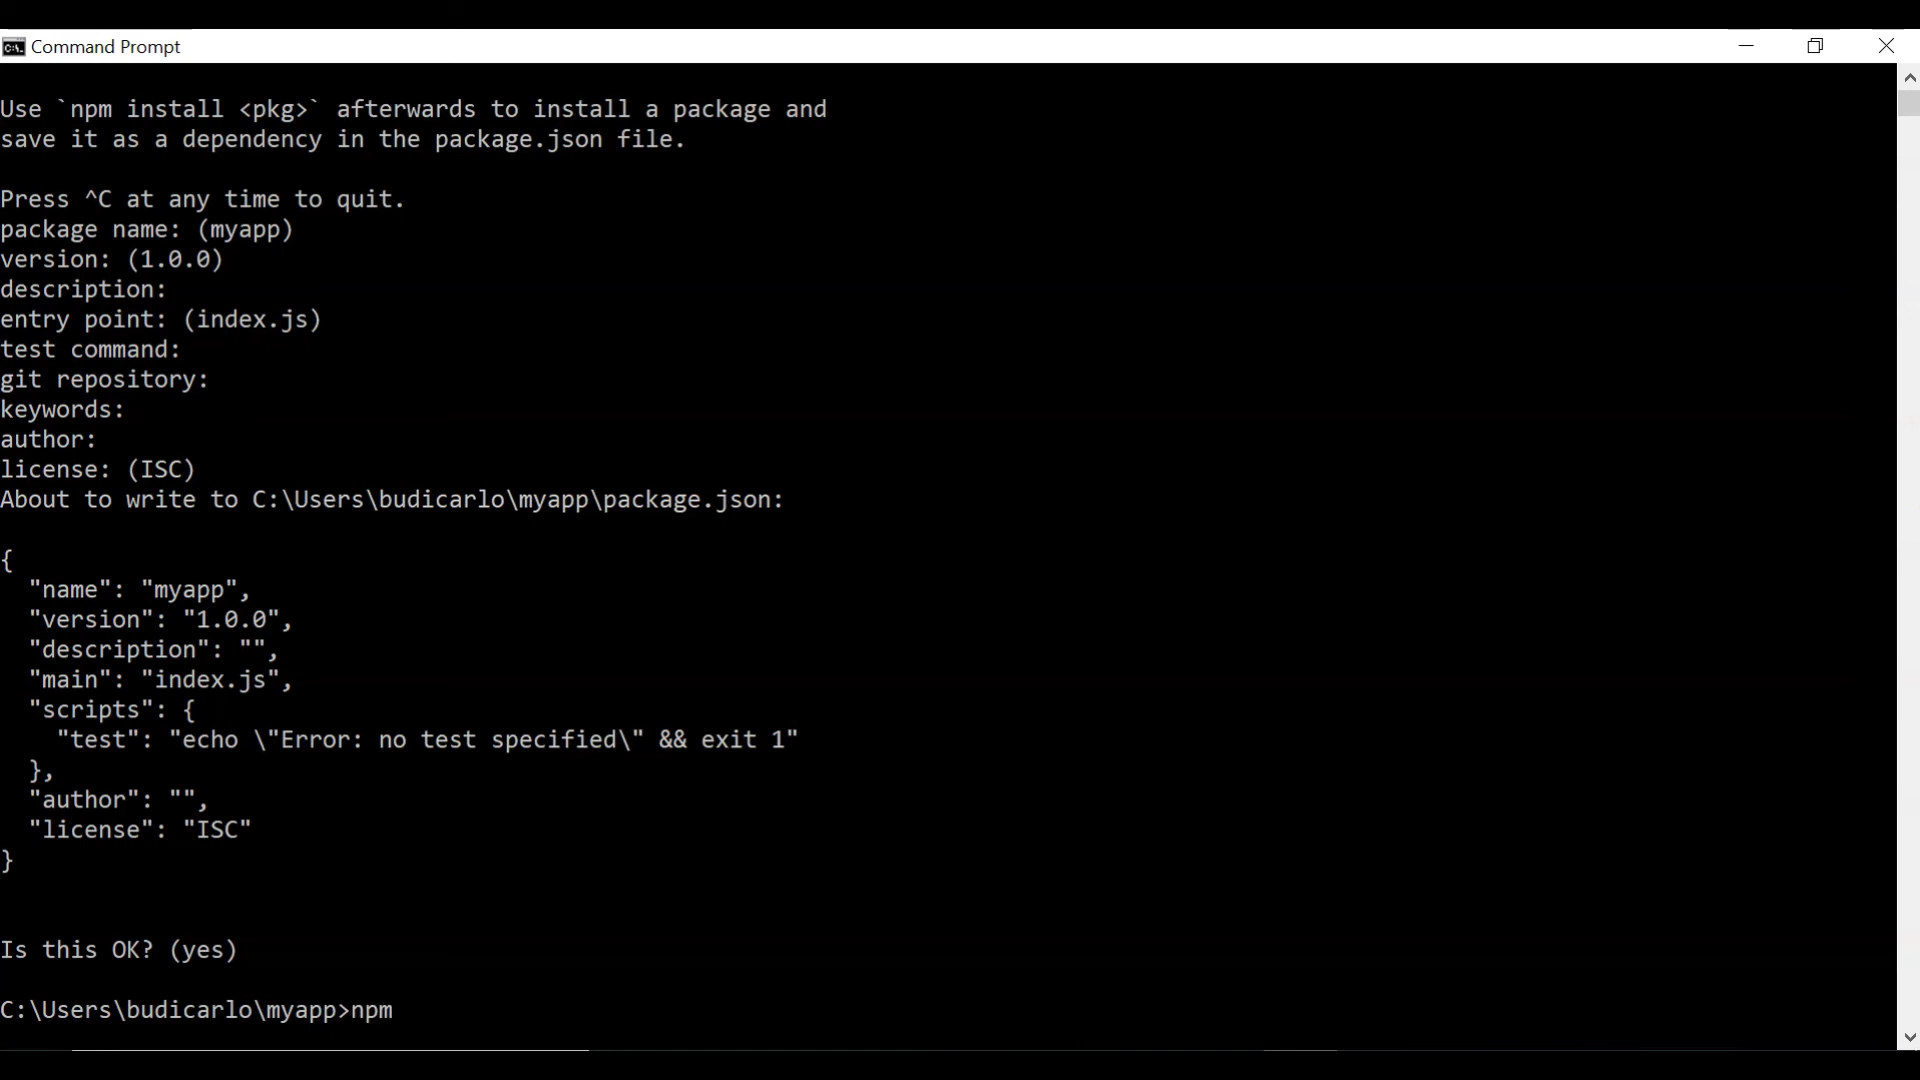 Command Prompt
Use `npm install <pkg>` afterwards to install a package and
save it as a dependency in the package.json file.
Press ^C at any time to quit.
package name: (myapp)
version: (1.0.0)
description:
entry point: (index.js)
test command:
git repository:
keywords:
author:
license: (ISC)
About to write to C:\Users\budicarlo\myapp\package.json:
{
  "name": "myapp",
  "version": "1.0.0",
  "description": "",
  "main": "index.js",
  "scripts": {
    "test": "echo \"Error: no test specified\" && exit 1"
  },
  "author": "",
  "license": "ISC"
}
Is this OK? (yes)
C:\Users\budicarlo\myapp>npm